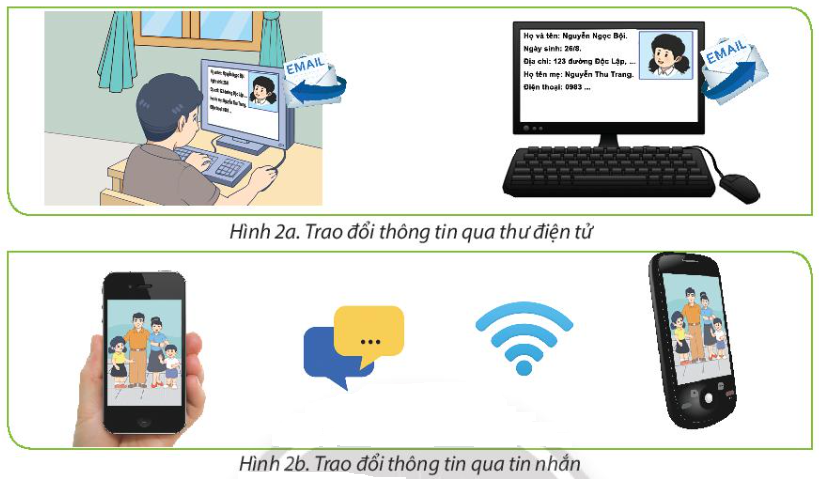 Họ và tên: Nguyễn Ngọc Bội.
Ngày sinh: 26/8.
Địa chỉ: 123 đường Độc Lập, ...
Họ tên mẹ: Nguyễn Thu Trang.
Điện thoại: 0983 ...
EMAIL
EMAIL
Hình 2a. Trao đổi thông tin qua thư điện tử
Hình 2b. Trao đổi thông tin qua tin nhắn